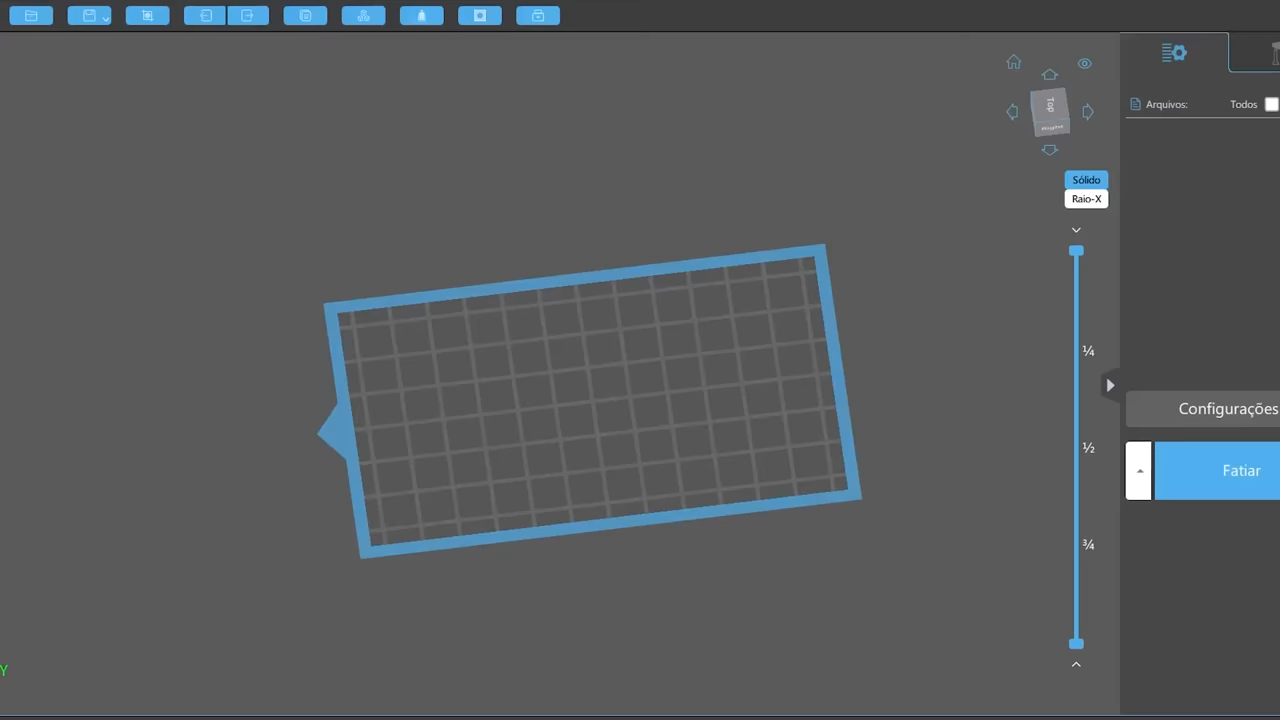 Top
Arquivos:
Todos
Sólido
Raio-X
¼
½
¾
Configurações
Fatiar
Y